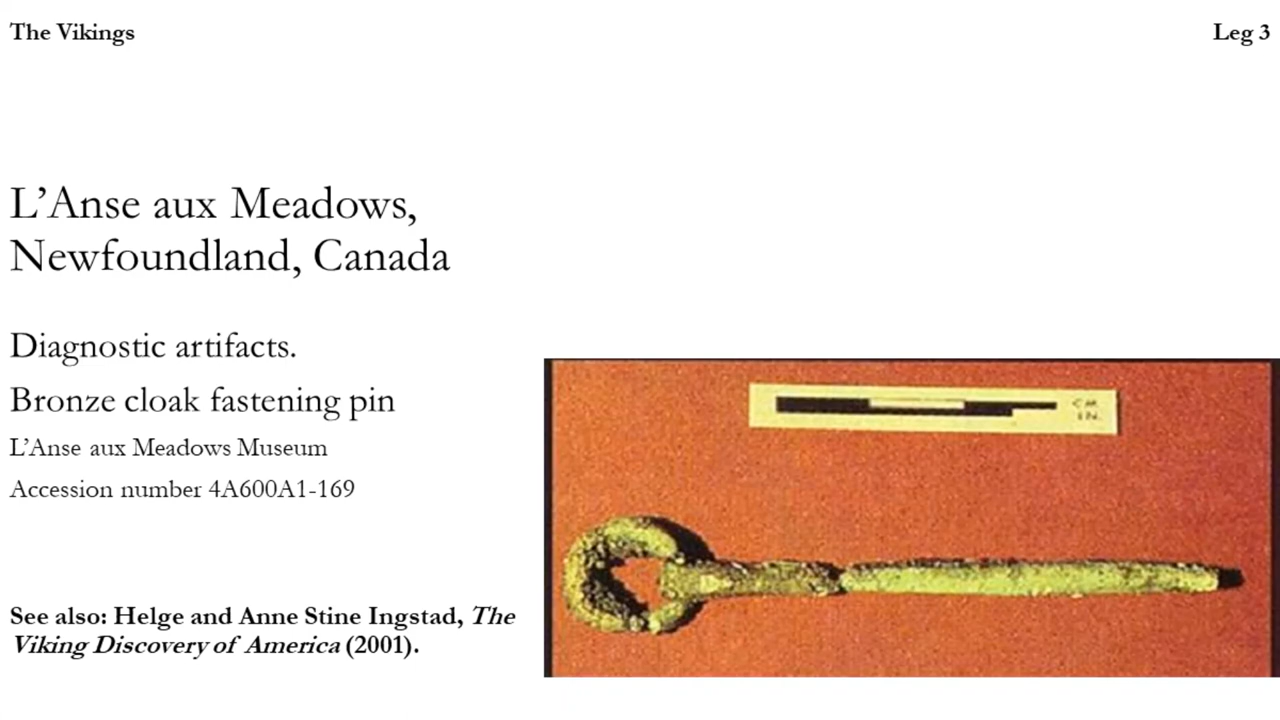 The Vikings
Leg 3
L’Anse aux Meadows,
Newfoundland, Canada
Diagnostic artifacts.
Bronze cloak fastening pin
L’Anse aux Meadows Museum
Accession number 4A600A1-169
See also: Helge and Anne Stine Ingstad, The
Viking Discovery of America (2001).
CM.
IN.